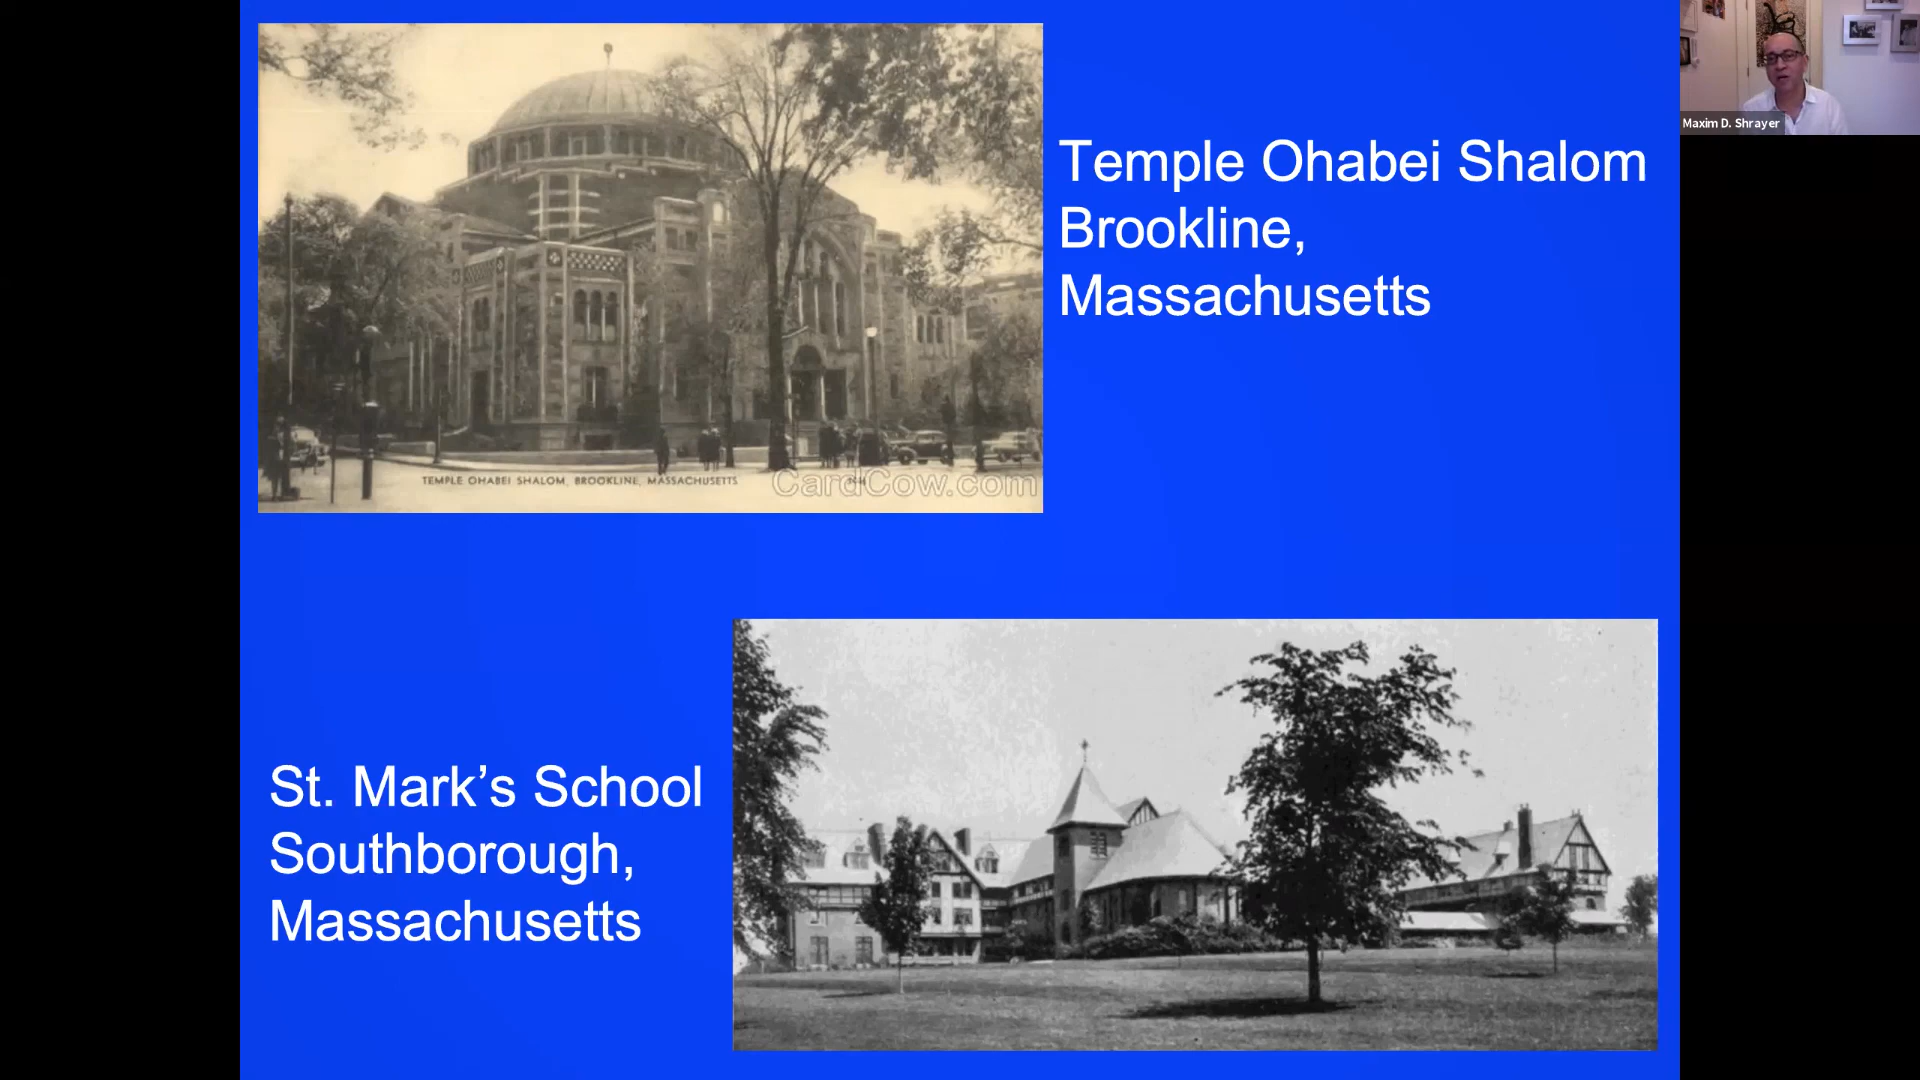 Temple Ohabei Shalom
Brookline,
Massachusetts
TEMPLE OHABEI SHALOM, BROOKLINE, MASSACHUSETTS
CardCow.com
St. Mark’s School
Southborough,
Massachusetts
Maxim D. Shrayer